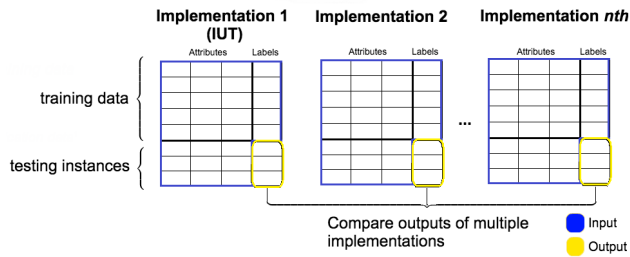 Implementation 1
(IUT)
Implementation 2
Implementation nth
Attributes
Labels
Attributes
Labels
Attributes
Labels
training data
...
testing instances
Compare outputs of multiple
implementations
Input
Output